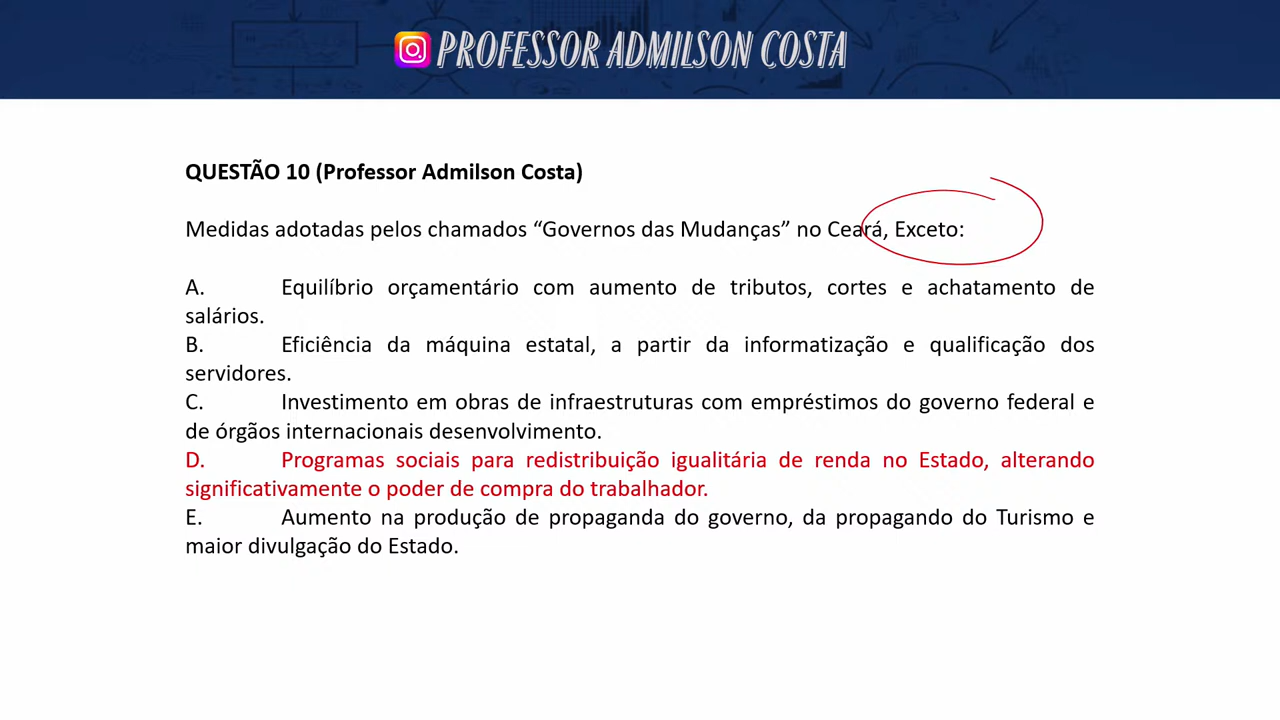 PROFESSOR ADMILSON COSTA
QUESTÃO 10 (Professor Admilson Costa)
Medidas adotadas pelos chamados “Governos das Mudanças” no Ceará, Exceto:
A. Equilíbrio orçamentário com aumento de tributos, cortes e achatamento de
salários.
B. Eficiência da máquina estatal, a partir da informatização e qualificação dos
servidores.
C. Investimento em obras de infraestruturas com empréstimos do governo federal e
de órgãos internacionais desenvolvimento.
D. Programas sociais para redistribuição igualitária de renda no Estado, alterando
significativamente o poder de compra do trabalhador.
E. Aumento na produção de propaganda do governo, da propagando do Turismo e
maior divulgação do Estado.